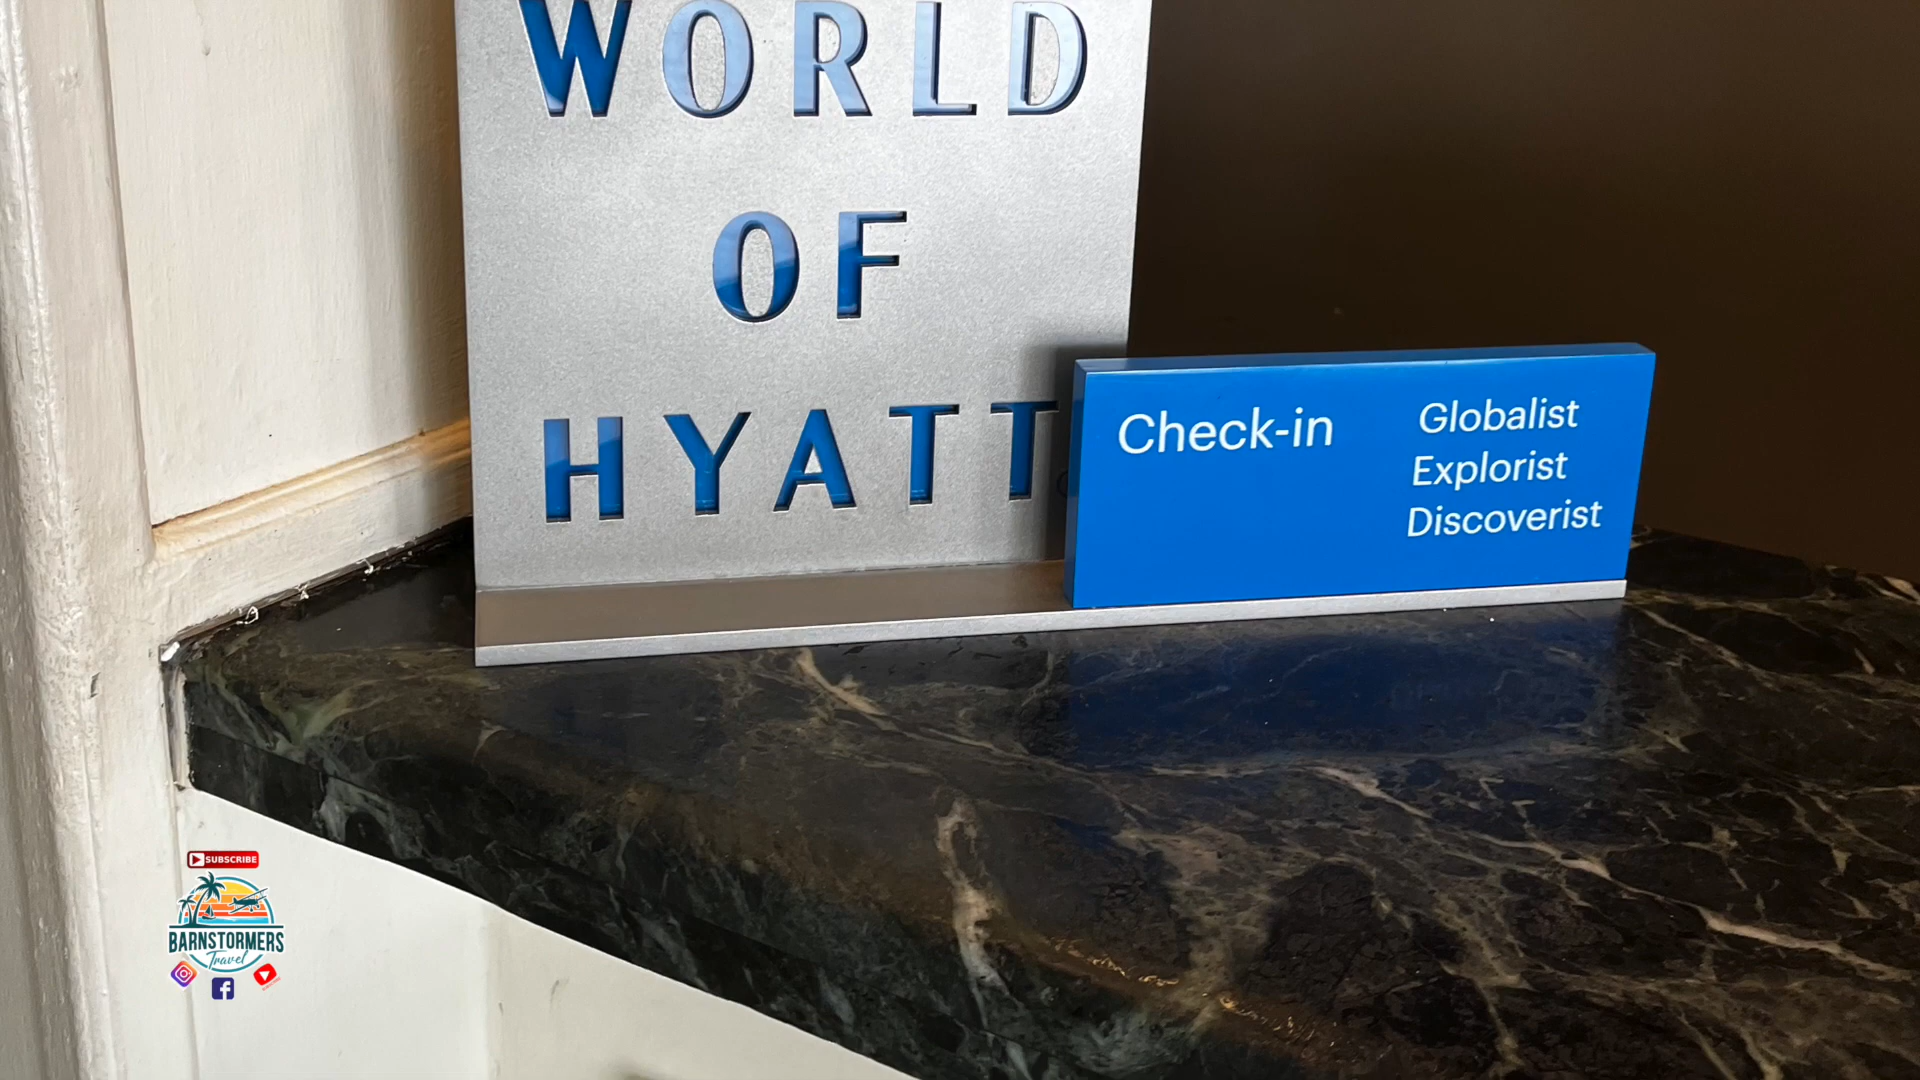 WORLD
OF
HYATT
Check-in
Globalist
Explorist
Discoverist
SUBSCRIBE
BARNSTORMERS
Travel